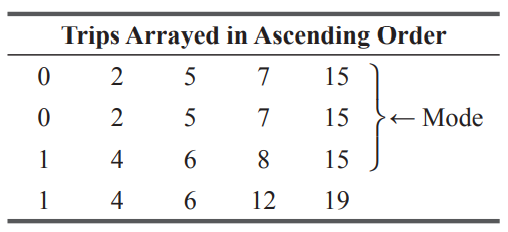 Trips Arrayed in Ascending Order
0 2 5 7 15
0 2 5 7 15 ← Mode
1 4 6 8 15
1 4 6 12 19